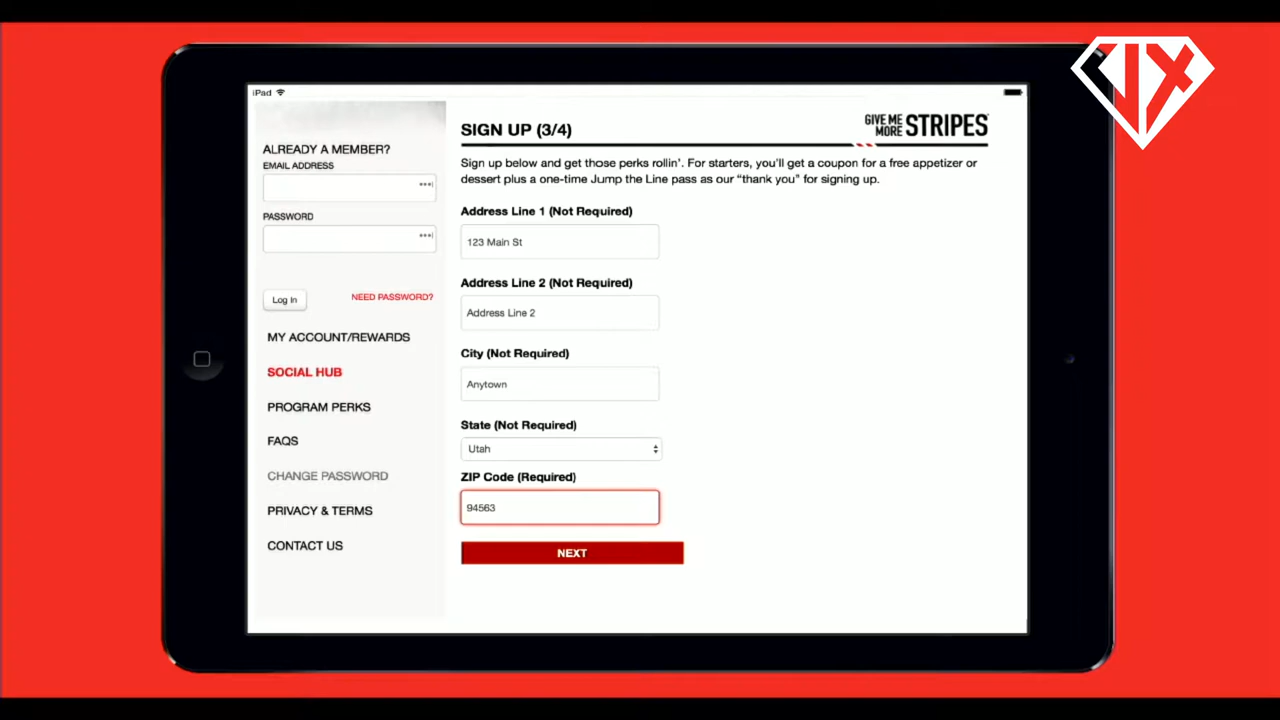 iPad
ALREADY A MEMBER?
EMAIL ADDRESS
PASSWORD
Log In
NEED PASSWORD?
MY ACCOUNT/REWARDS
SOCIAL HUB
PROGRAM PERKS
FAQS
CHANGE PASSWORD
PRIVACY & TERMS
CONTACT US
SIGN UP (3/4)
GIVE ME
MORE STRIPES
Sign up below and get those perks rollin’. For starters, you’ll get a coupon for a free appetizer or
dessert plus a one-time Jump the Line pass as our “thank you” for signing up.
Address Line 1 (Not Required)
123 Main St
Address Line 2 (Not Required)
Address Line 2
City (Not Required)
Anytown
State (Not Required)
Utah
ZIP Code (Required)
94563
NEXT